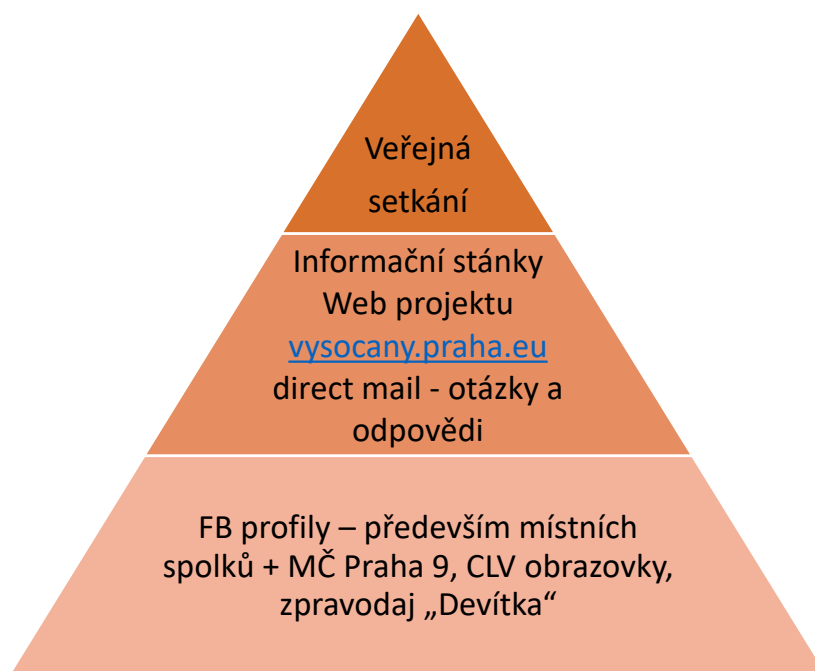 Veřejná
setkání
Informační stánky
Web projektu
vysocany.praha.eu
direct mail - otázky a
odpovědi
FB profily – především místních
spolků + MČ Praha 9, CLV obrazovky,
zpravodaj „Devítka“